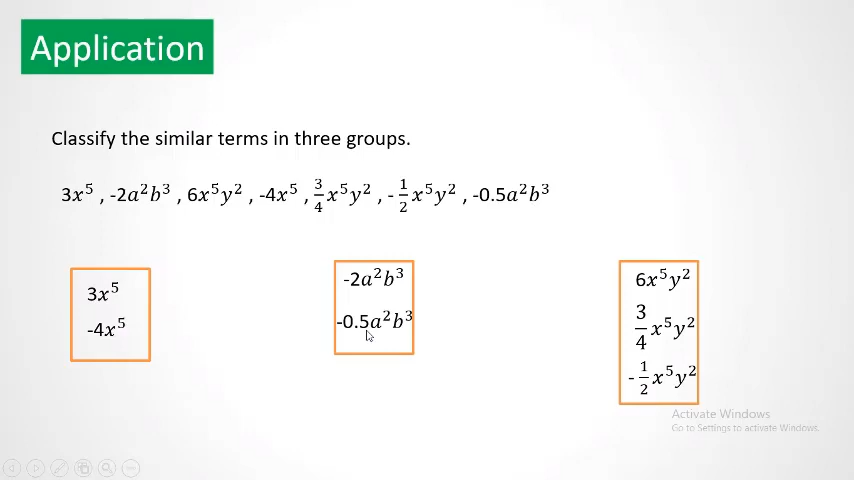 Application
Classify the similar terms in three groups.
3x⁵ , -2a²b³ , 6x⁵y² , -4x⁵ , 3/4 x⁵y² , - 1/2 x⁵y² , -0.5a²b³
3x⁵
-4x⁵
-2a²b³
-0.5a²b³
6x⁵y²
3/4 x⁵y²
- 1/2 x⁵y²
Activate Windows
Go to Settings to activate Windows.